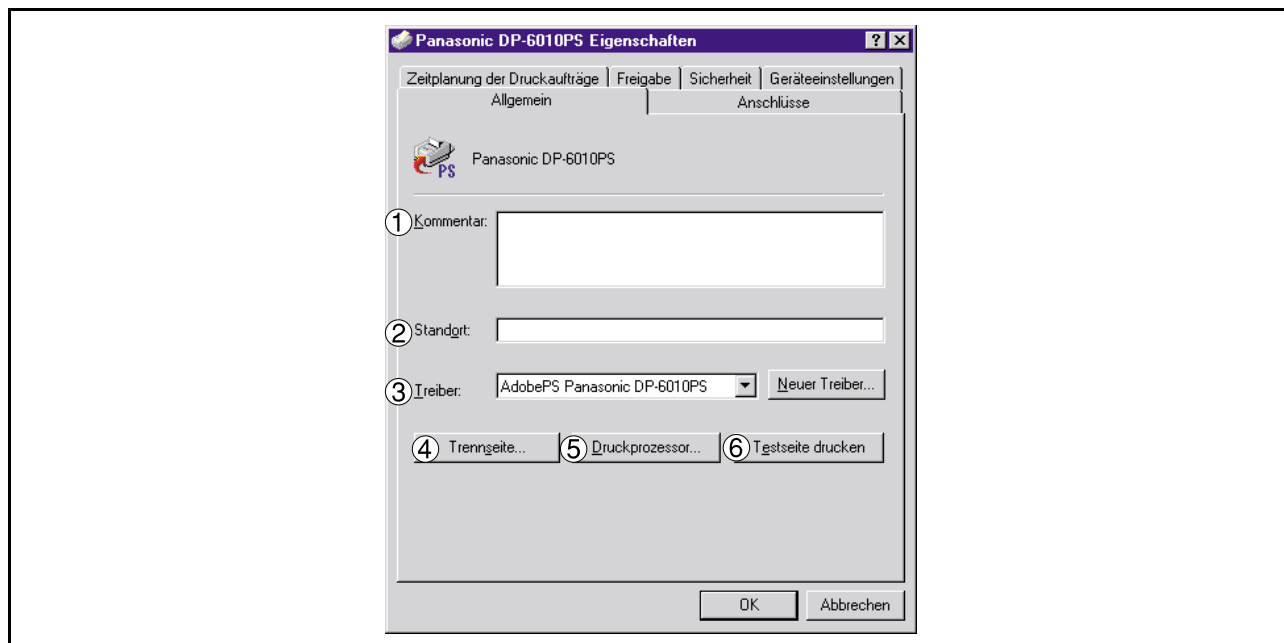 Panasonic DP-6010PS Eigenschaften
Zeitplanung der Druckaufträge Freigabe Sicherheit Geräteeinstellungen
Allgemein Anschlüsse
PS Panasonic DP-6010PS
① Kommentar:
② Standort:
③ Treiber: AdobePS Panasonic DP-6010PS Neuer Treiber...
④ Trennseite... ⑤ Druckprozessor... ⑥ Testseite drucken
OK Abbrechen